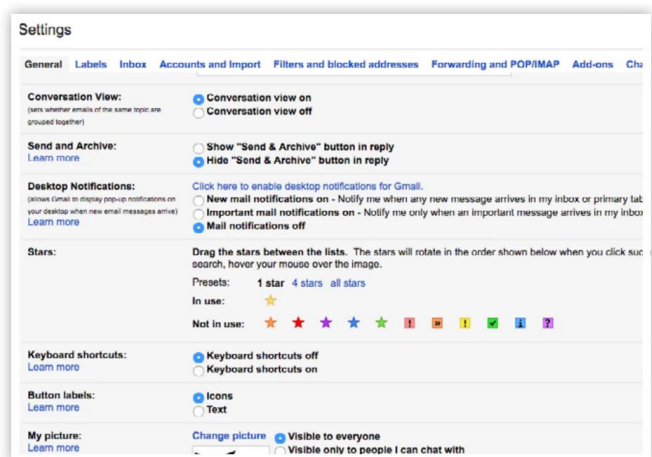 Settings
General Labels Inbox Accounts and Import Filters and blocked addresses Forwarding and POP/IMAP Add-ons Cha
Conversation View:
(sets whether emails of the same topic are
grouped together)
Conversation view on
Conversation view off
Send and Archive:
Learn more
Show "Send & Archive" button in reply
Hide "Send & Archive" button in reply
Desktop Notifications:
(allows Gmail to display pop-up notifications on
your desktop when new email messages arrive)
Learn more
Click here to enable desktop notifications for Gmail.
New mail notifications on - Notify me when any new message arrives in my inbox or primary tab
Important mail notifications on - Notify me only when an important message arrives in my inbox
Mail notifications off
Stars:
Drag the stars between the lists. The stars will rotate in the order shown below when you click suc
search, hover your mouse over the image.
Presets: 1 star 4 stars all stars
In use:
Not in use:
Keyboard shortcuts:
Learn more
Keyboard shortcuts off
Keyboard shortcuts on
Button labels:
Learn more
Icons
Text
My picture:
Learn more
Change picture
Visible to everyone
Visible only to people I can chat with